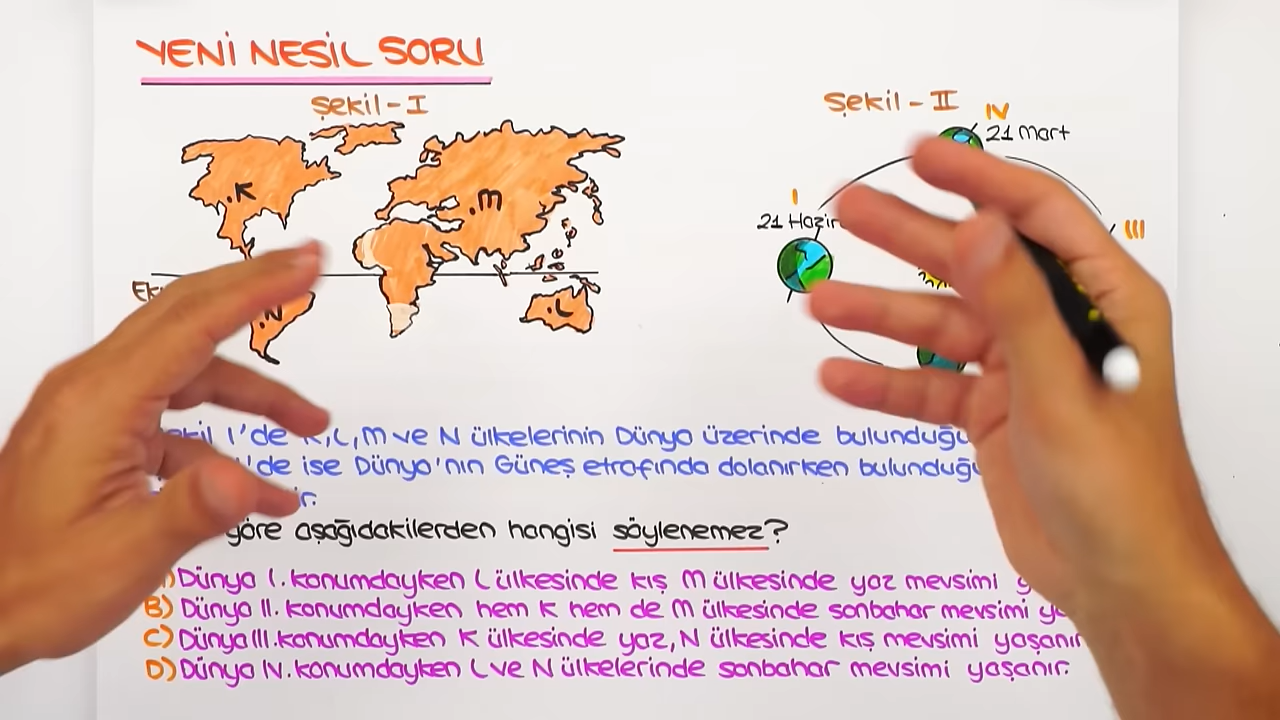 YENİ NESİL SORU
Şekil - I
Şekil - II
IV
21 Mart
I
21 Hazir
III
.K
.M
.N
.L
K, L, M ve N ülkelerinin Dünya üzerinde bulunduğu
'de ise Dünya'nın Güneş etrafında dolanırken bulunduğu
göre aşağıdakilerden hangisi söylenemez?
A) Dünya I. konumdayken L ülkesinde kış M ülkesinde yaz mevsimi
B) Dünya II. konumdayken hem K hem de M ülkesinde sonbahar mevsimi
C) Dünya III. konumdayken K ülkesinde yaz, N ülkesinde kış mevsimi yaşanır
D) Dünya IV. konumdayken L ve N ülkelerinde sonbahar mevsimi yaşanır.